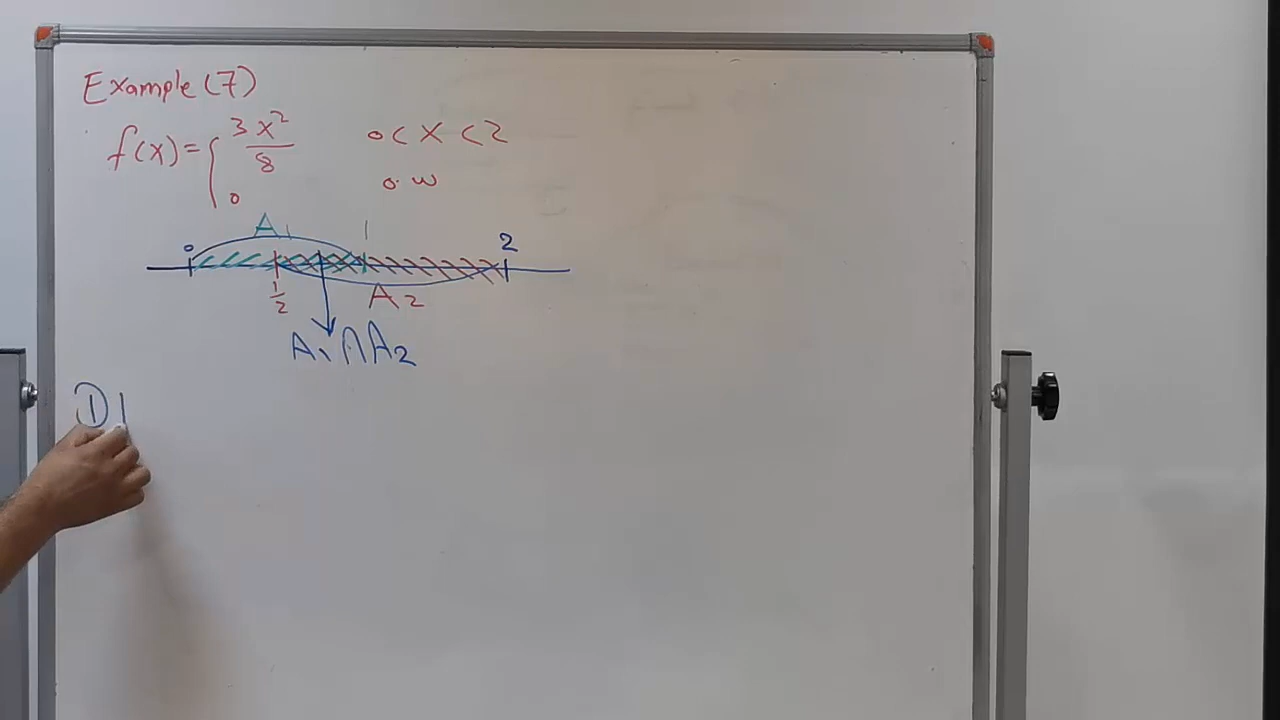 Example (7)
f(x) = { 3x²/8 0 < x < 2
0 o.w
A₁ 1
0 2
1/2 A₂
A₁ ∩ A₂
①